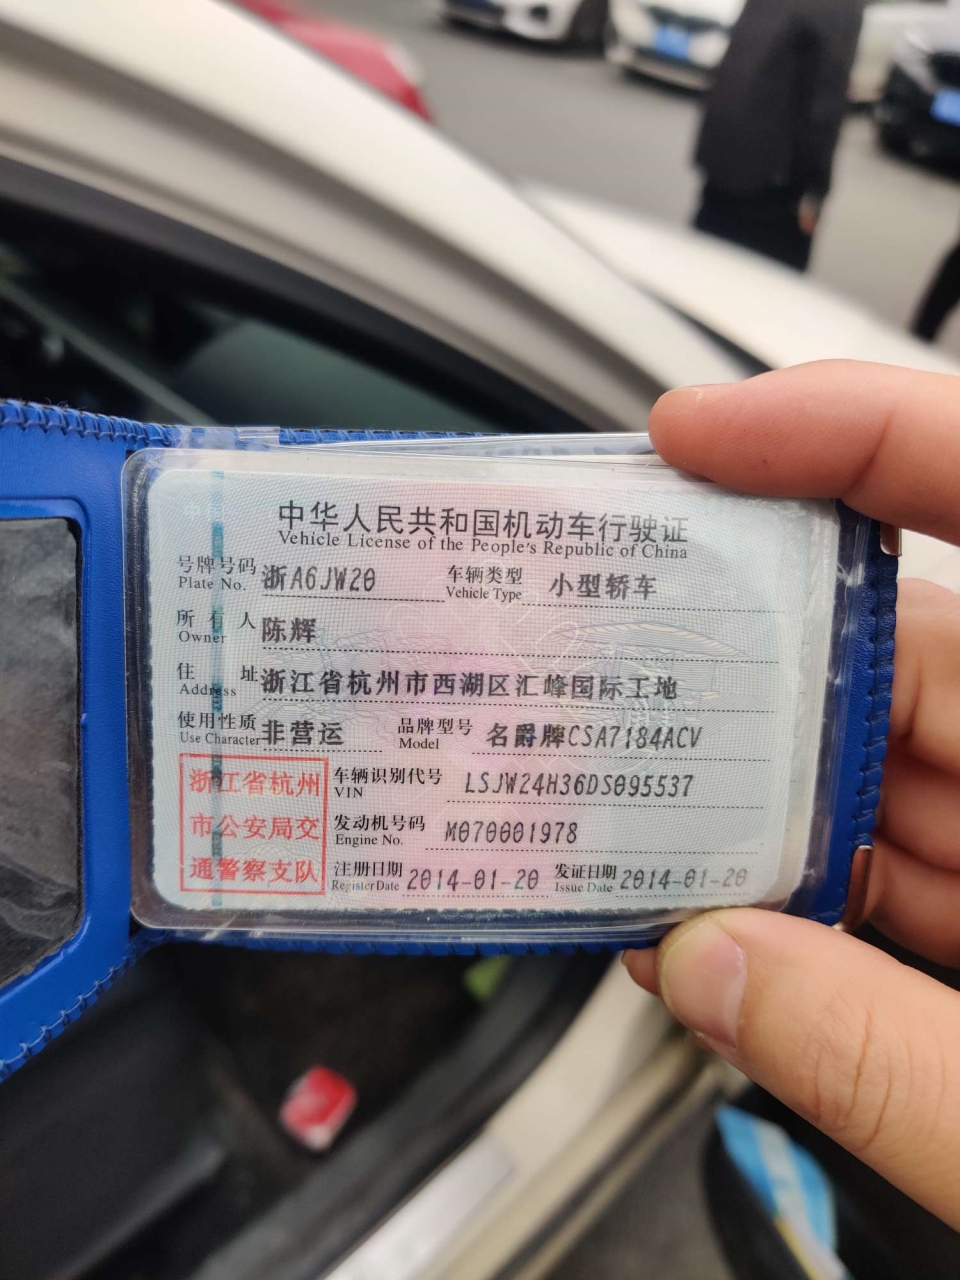 中华人民共和国机动车行驶证
Vehicle License of the People's Republic of China
号牌号码 浙A6JW20 车辆类型 小型轿车
Plate No. Vehicle Type
所有人 陈辉
Owner
住址 浙江省杭州市西湖区汇峰国际工地
Address
使用性质 非营运 品牌型号 名爵牌CSA7184ACV
Use Character Model
浙江省杭州
市公安局交
通警察支队
车辆识别代号 LSJW24H36DS095537
VIN
发动机号码 M070001978
Engine No.
注册日期 2014-01-20 发证日期 2014-01-20
Register Date Issue Date